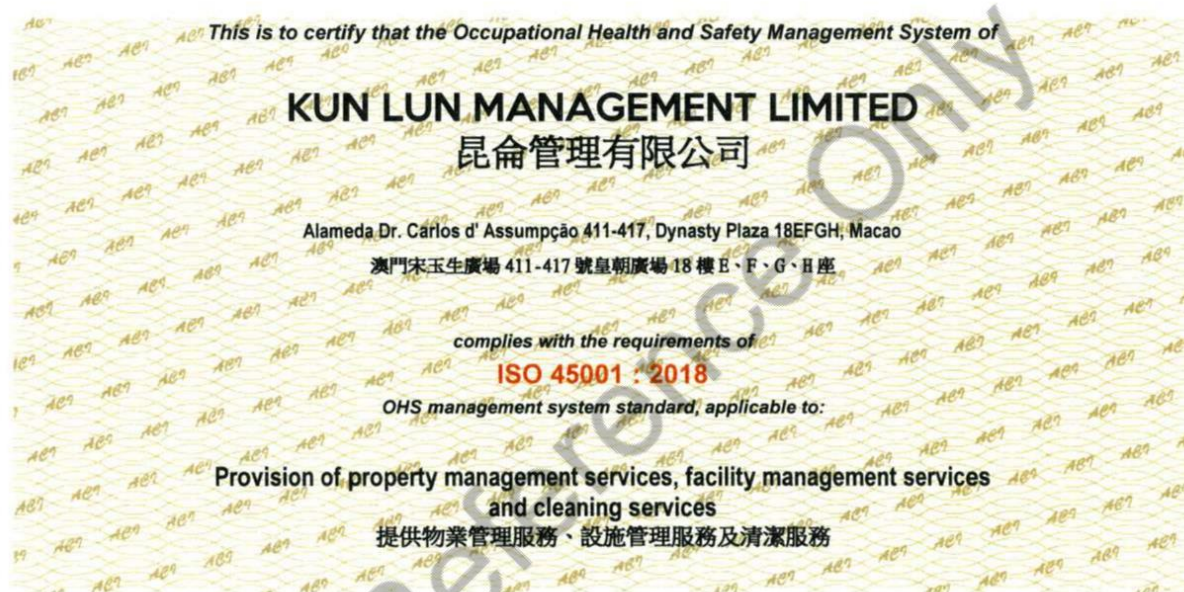 This is to certify that the Occupational Health and Safety Management System of
KUN LUN MANAGEMENT LIMITED
昆侖管理有限公司
Alameda Dr. Carlos d' Assumpção 411-417, Dynasty Plaza 18EFGH, Macao
澳門宋玉生廣場 411-417 號皇朝廣場 18 樓 E、F、G、H 座
complies with the requirements of
ISO 45001 : 2018
OHS management system standard, applicable to:
Provision of property management services, facility management services
and cleaning services
提供物業管理服務、設施管理服務及清潔服務
Reference Only